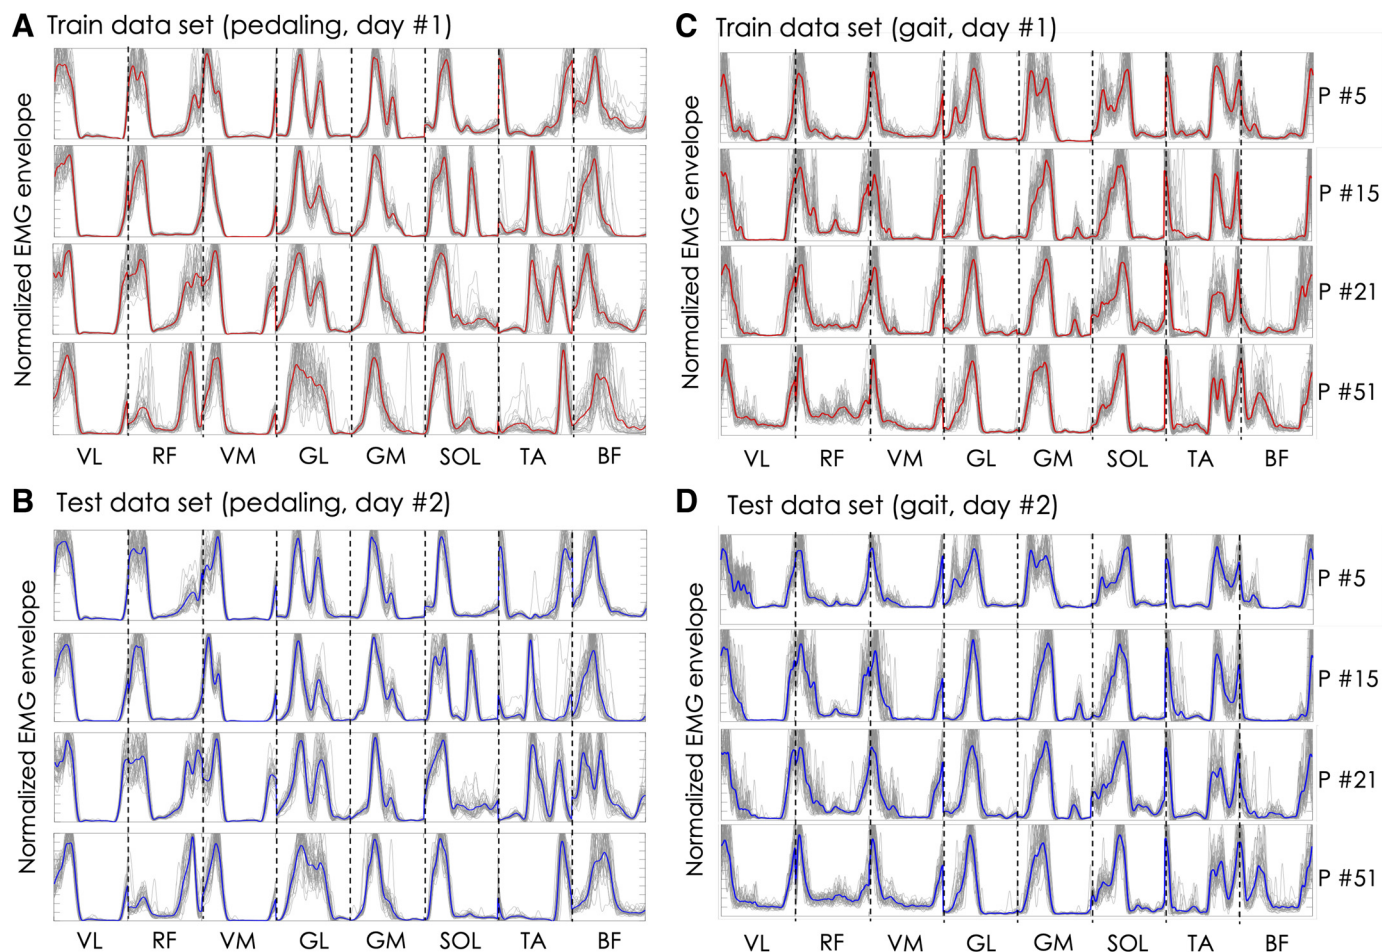 A Train data set (pedaling, day #1)
Normalized EMG envelope
VL RF VM GL GM SOL TA BF
B Test data set (pedaling, day #2)
Normalized EMG envelope
VL RF VM GL GM SOL TA BF
C Train data set (gait, day #1)
Normalized EMG envelope
P #5
P #15
P #21
P #51
VL RF VM GL GM SOL TA BF
D Test data set (gait, day #2)
Normalized EMG envelope
P #5
P #15
P #21
P #51
VL RF VM GL GM SOL TA BF